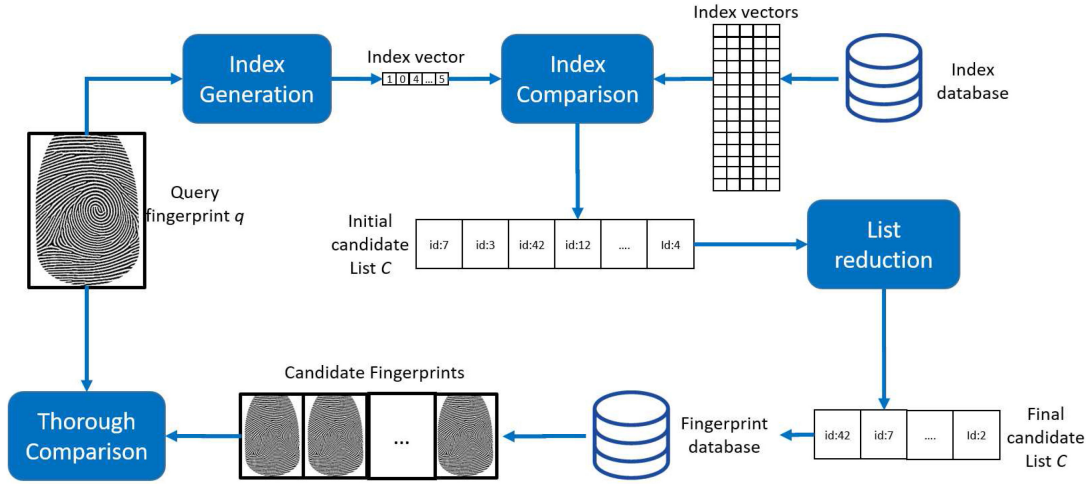 Index
Generation
Index vector
1 0 4 ... 5
Index
Comparison
Index vectors
Index
database
Query
fingerprint q
Initial
candidate
List C
id:7 id:3 id:42 id:12 .... Id:4
List
reduction
Candidate Fingerprints
Thorough
Comparison
...
Fingerprint
database
id:42 id:7 .... Id:2
Final
candidate
List C